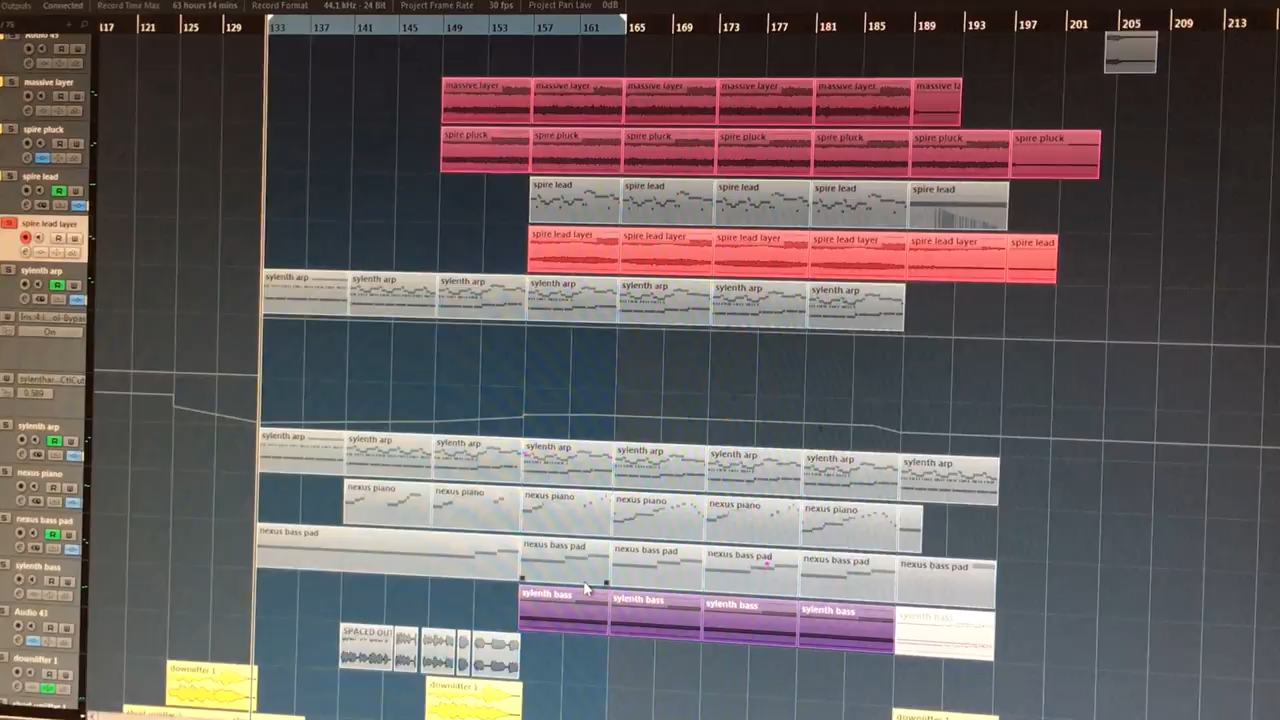 Outputs Connected Record Time Max 63 hours 14 mins Record Format 44.1 kHz - 24 Bit Project Frame Rate 30 fps Project Pan Law 0dB
/ 75 117 121 125 129 133 137 141 145 149 153 157 161 165 169 173 177 181 185 189 193 197 201 205 209 213
Audio 45
R
massive layer massive layer massive layer massive layer massive layer massive layer massive la
R
spire pluck spire pluck spire pluck spire pluck spire pluck spire pluck spire pluck spire pluck
R
spire lead spire lead spire lead spire lead spire lead spire lead
R
spire lead layer spire lead layer spire lead layer spire lead layer spire lead layer spire lead layer spire lead
R
sylenth arp sylenth arp sylenth arp sylenth arp sylenth arp sylenth arp sylenth arp sylenth arp
R
On
0.589
sylenth arp sylenth arp sylenth arp sylenth arp sylenth arp sylenth arp sylenth arp sylenth arp sylenth arp
R
nexus piano nexus piano nexus piano nexus piano nexus piano nexus piano nexus piano
R
nexus bass pad nexus bass pad nexus bass pad nexus bass pad nexus bass pad nexus bass pad nexus bass pad
R
sylenth bass sylenth bass sylenth bass sylenth bass sylenth bass sylenth bass
R
Audio 43 SPACED OUT
R
downlifter 1 downlifter 1 downlifter 1
R
downlifter